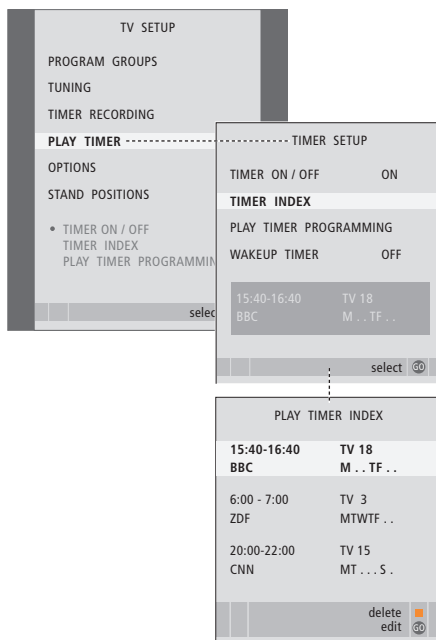 TV SETUP
PROGRAM GROUPS
TUNING
TIMER RECORDING
PLAY TIMER
OPTIONS
STAND POSITIONS
• TIMER ON / OFF
TIMER INDEX
PLAY TIMER PROGRAMMIN
selec
TIMER SETUP
TIMER ON / OFF ON
TIMER INDEX
PLAY TIMER PROGRAMMING
WAKEUP TIMER OFF
15:40-16:40 TV 18
BBC M . . TF . .
select GO
PLAY TIMER INDEX
15:40-16:40 TV 18
BBC M . . TF . .
6:00 - 7:00 TV 3
ZDF MTWTF . .
20:00-22:00 TV 15
CNN MT . . . S .
delete
edit GO